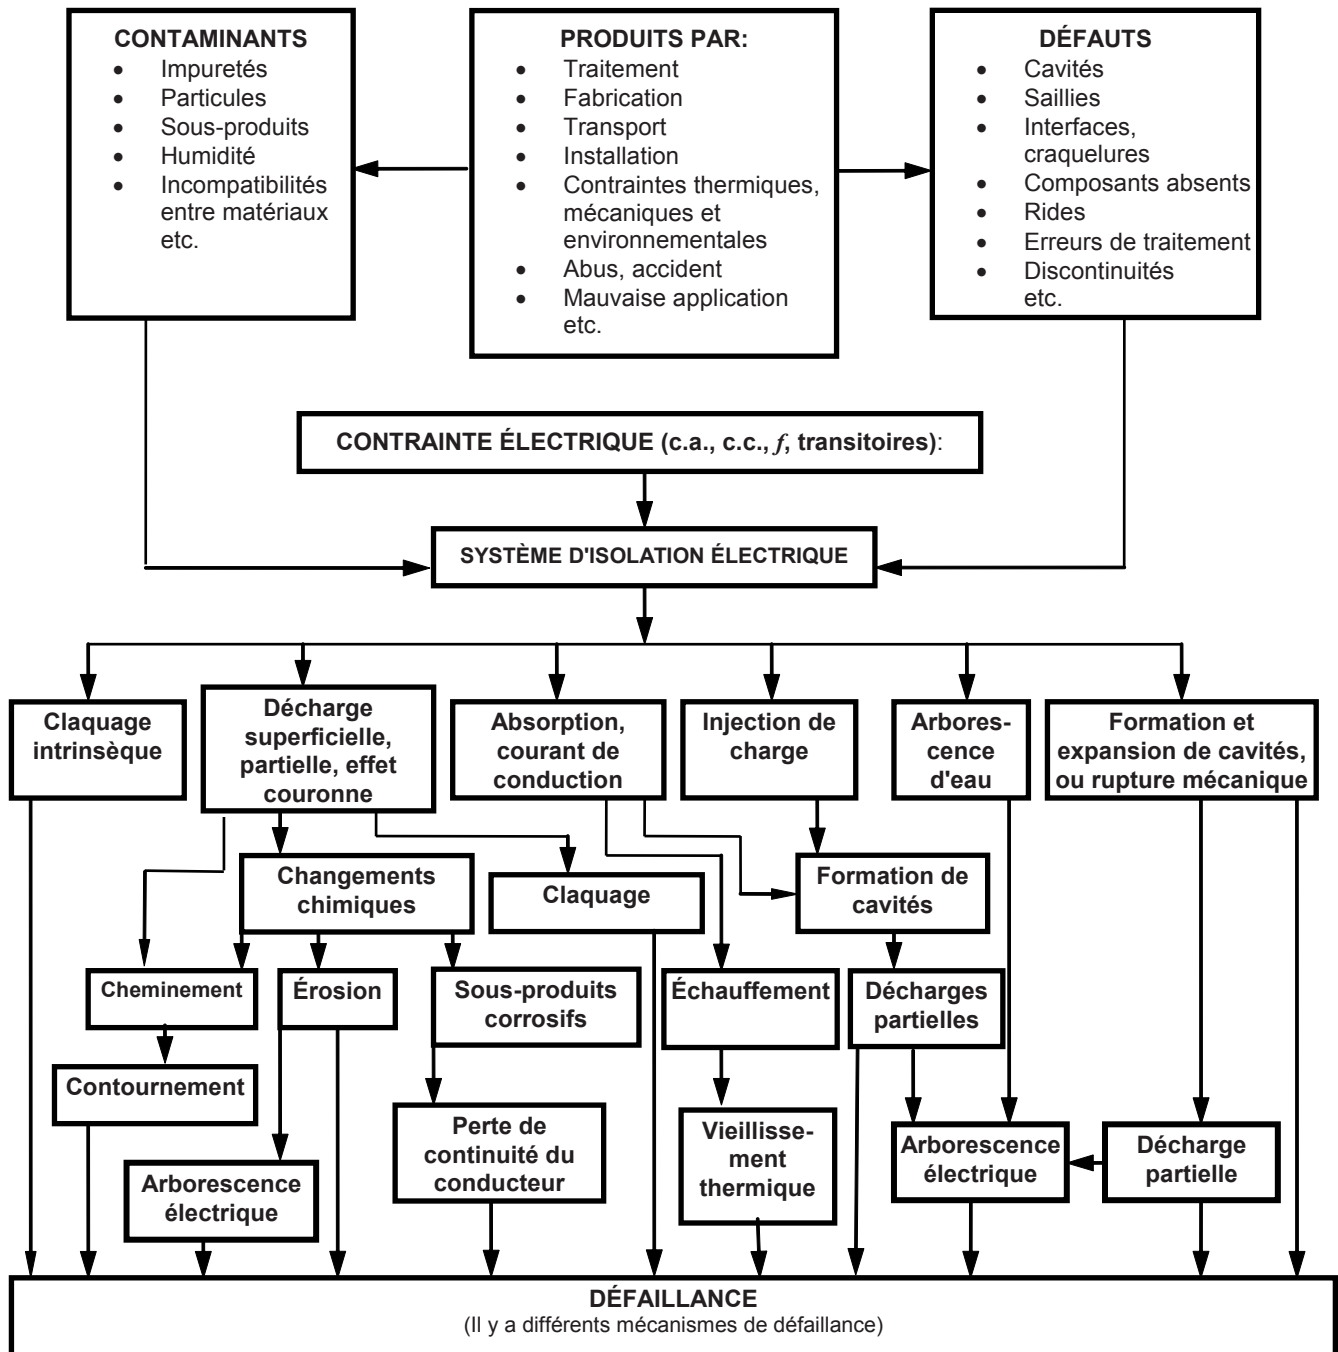 CONTAMINANTS
• Impuretés
• Particules
• Sous-produits
• Humidité
• Incompatibilités
entre matériaux
etc.
PRODUITS PAR:
• Traitement
• Fabrication
• Transport
• Installation
• Contraintes thermiques,
mécaniques et
environnementales
• Abus, accident
• Mauvaise application
etc.
DÉFAUTS
• Cavités
• Saillies
• Interfaces,
craquelures
• Composants absents
• Rides
• Erreurs de traitement
• Discontinuités
etc.
CONTRAINTE ÉLECTRIQUE (c.a., c.c., f, transitoires):
SYSTÈME D'ISOLATION ÉLECTRIQUE
Claquage
intrinsèque
Décharge
superficielle,
partielle, effet
couronne
Absorption,
courant de
conduction
Injection de
charge
Arbores-
cence
d'eau
Formation et
expansion de cavités,
ou rupture mécanique
Changements
chimiques
Claquage
Formation de
cavités
Cheminement
Érosion
Sous-produits
corrosifs
Échauffement
Décharges
partielles
Contournement
Perte de
continuité du
conducteur
Vieillisse-
ment
thermique
Arborescence
électrique
Décharge
partielle
Arborescence
électrique
DÉFAILLANCE
(Il y a différents mécanismes de défaillance)